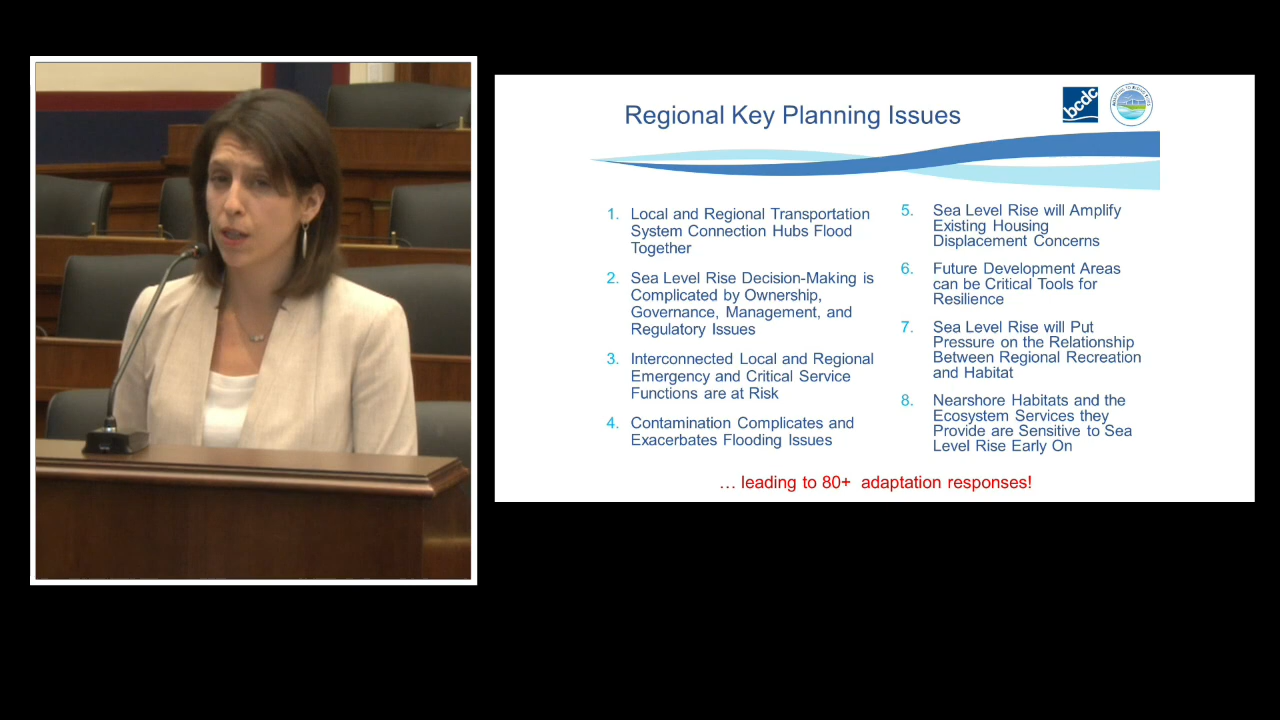 Regional Key Planning Issues
bcdc
1. Local and Regional Transportation
System Connection Hubs Flood
Together
2. Sea Level Rise Decision-Making is
Complicated by Ownership,
Governance, Management, and
Regulatory Issues
3. Interconnected Local and Regional
Emergency and Critical Service
Functions are at Risk
4. Contamination Complicates and
Exacerbates Flooding Issues
5. Sea Level Rise will Amplify
Existing Housing
Displacement Concerns
6. Future Development Areas
can be Critical Tools for
Resilience
7. Sea Level Rise will Put
Pressure on the Relationship
Between Regional Recreation
and Habitat
8. Nearshore Habitats and the
Ecosystem Services they
Provide are Sensitive to Sea
Level Rise Early On
… leading to 80+ adaptation responses!